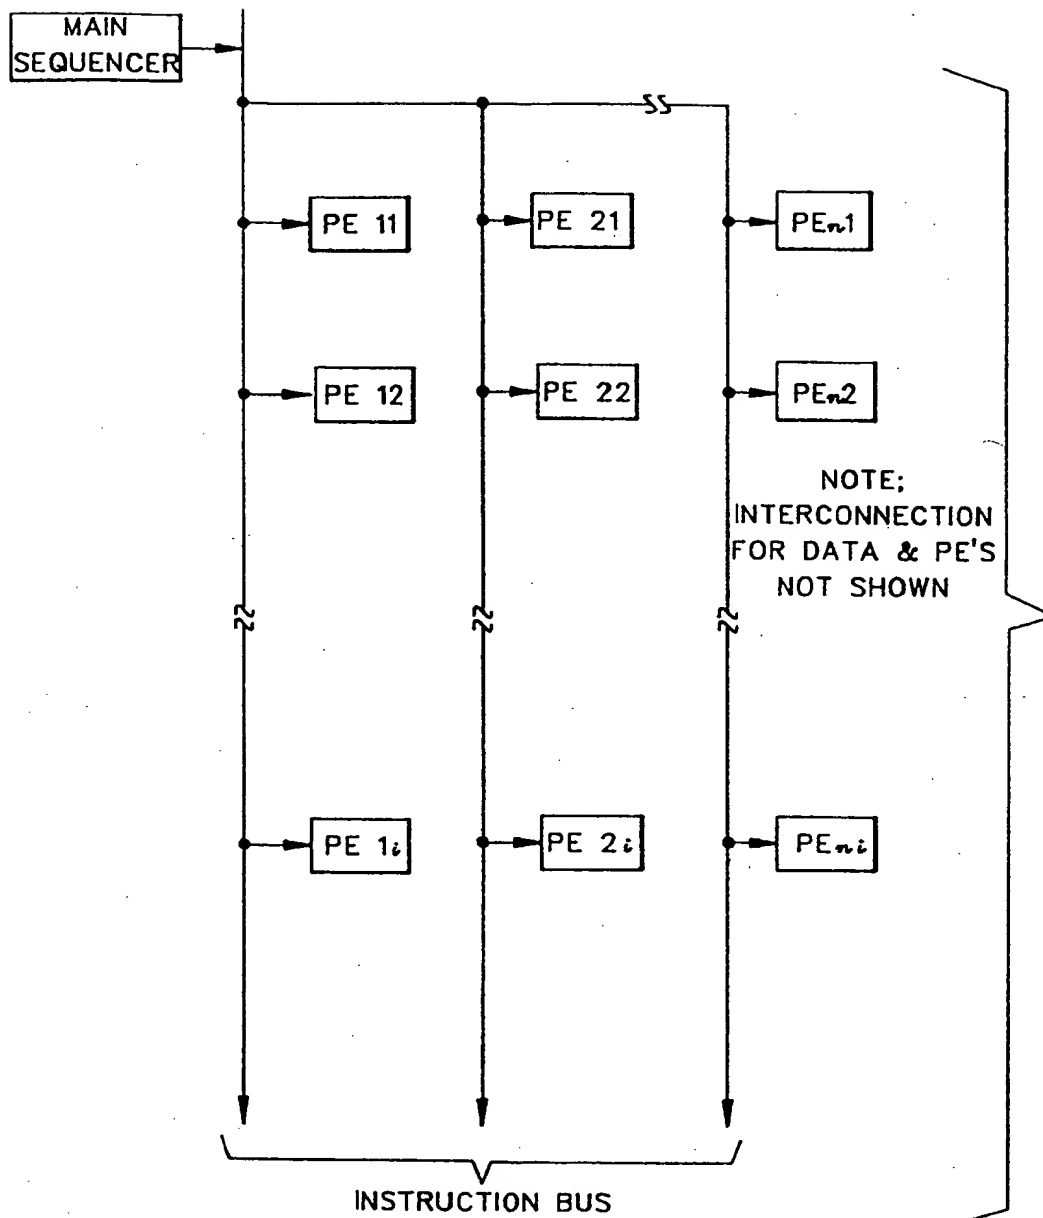 MAIN
SEQUENCER
PE 11
PE 21
PEn1
PE 12
PE 22
PEn2
NOTE;
INTERCONNECTION
FOR DATA & PE'S
NOT SHOWN
PE 1i
PE 2i
PEni
INSTRUCTION BUS